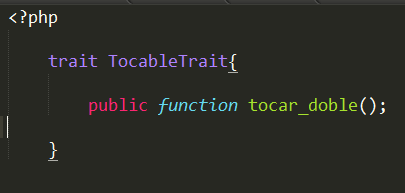 <?php
trait TocableTrait{
public function tocar_doble();
}